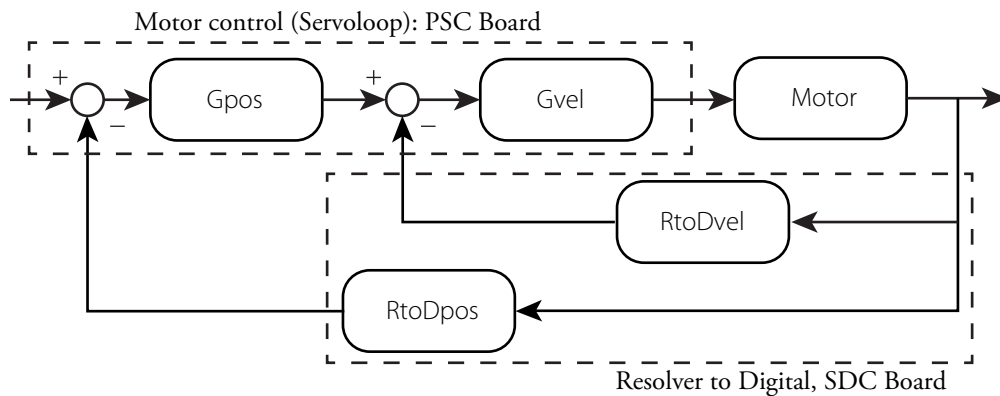 Motor control (Servoloop): PSC Board
+
Gpos
+
Gvel
Motor
−
−
RtoDvel
RtoDpos
Resolver to Digital, SDC Board